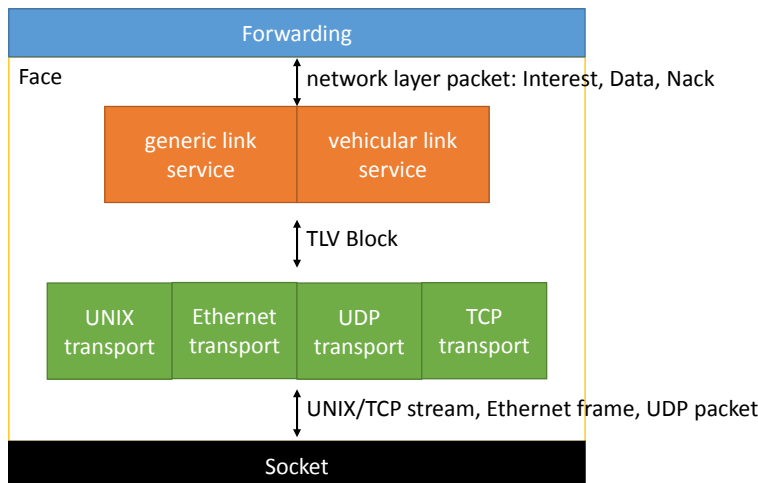 Forwarding
Face
network layer packet: Interest, Data, Nack
generic link
service
vehicular link
service
TLV Block
UNIX
transport
Ethernet
transport
UDP
transport
TCP
transport
UNIX/TCP stream, Ethernet frame, UDP packet
Socket